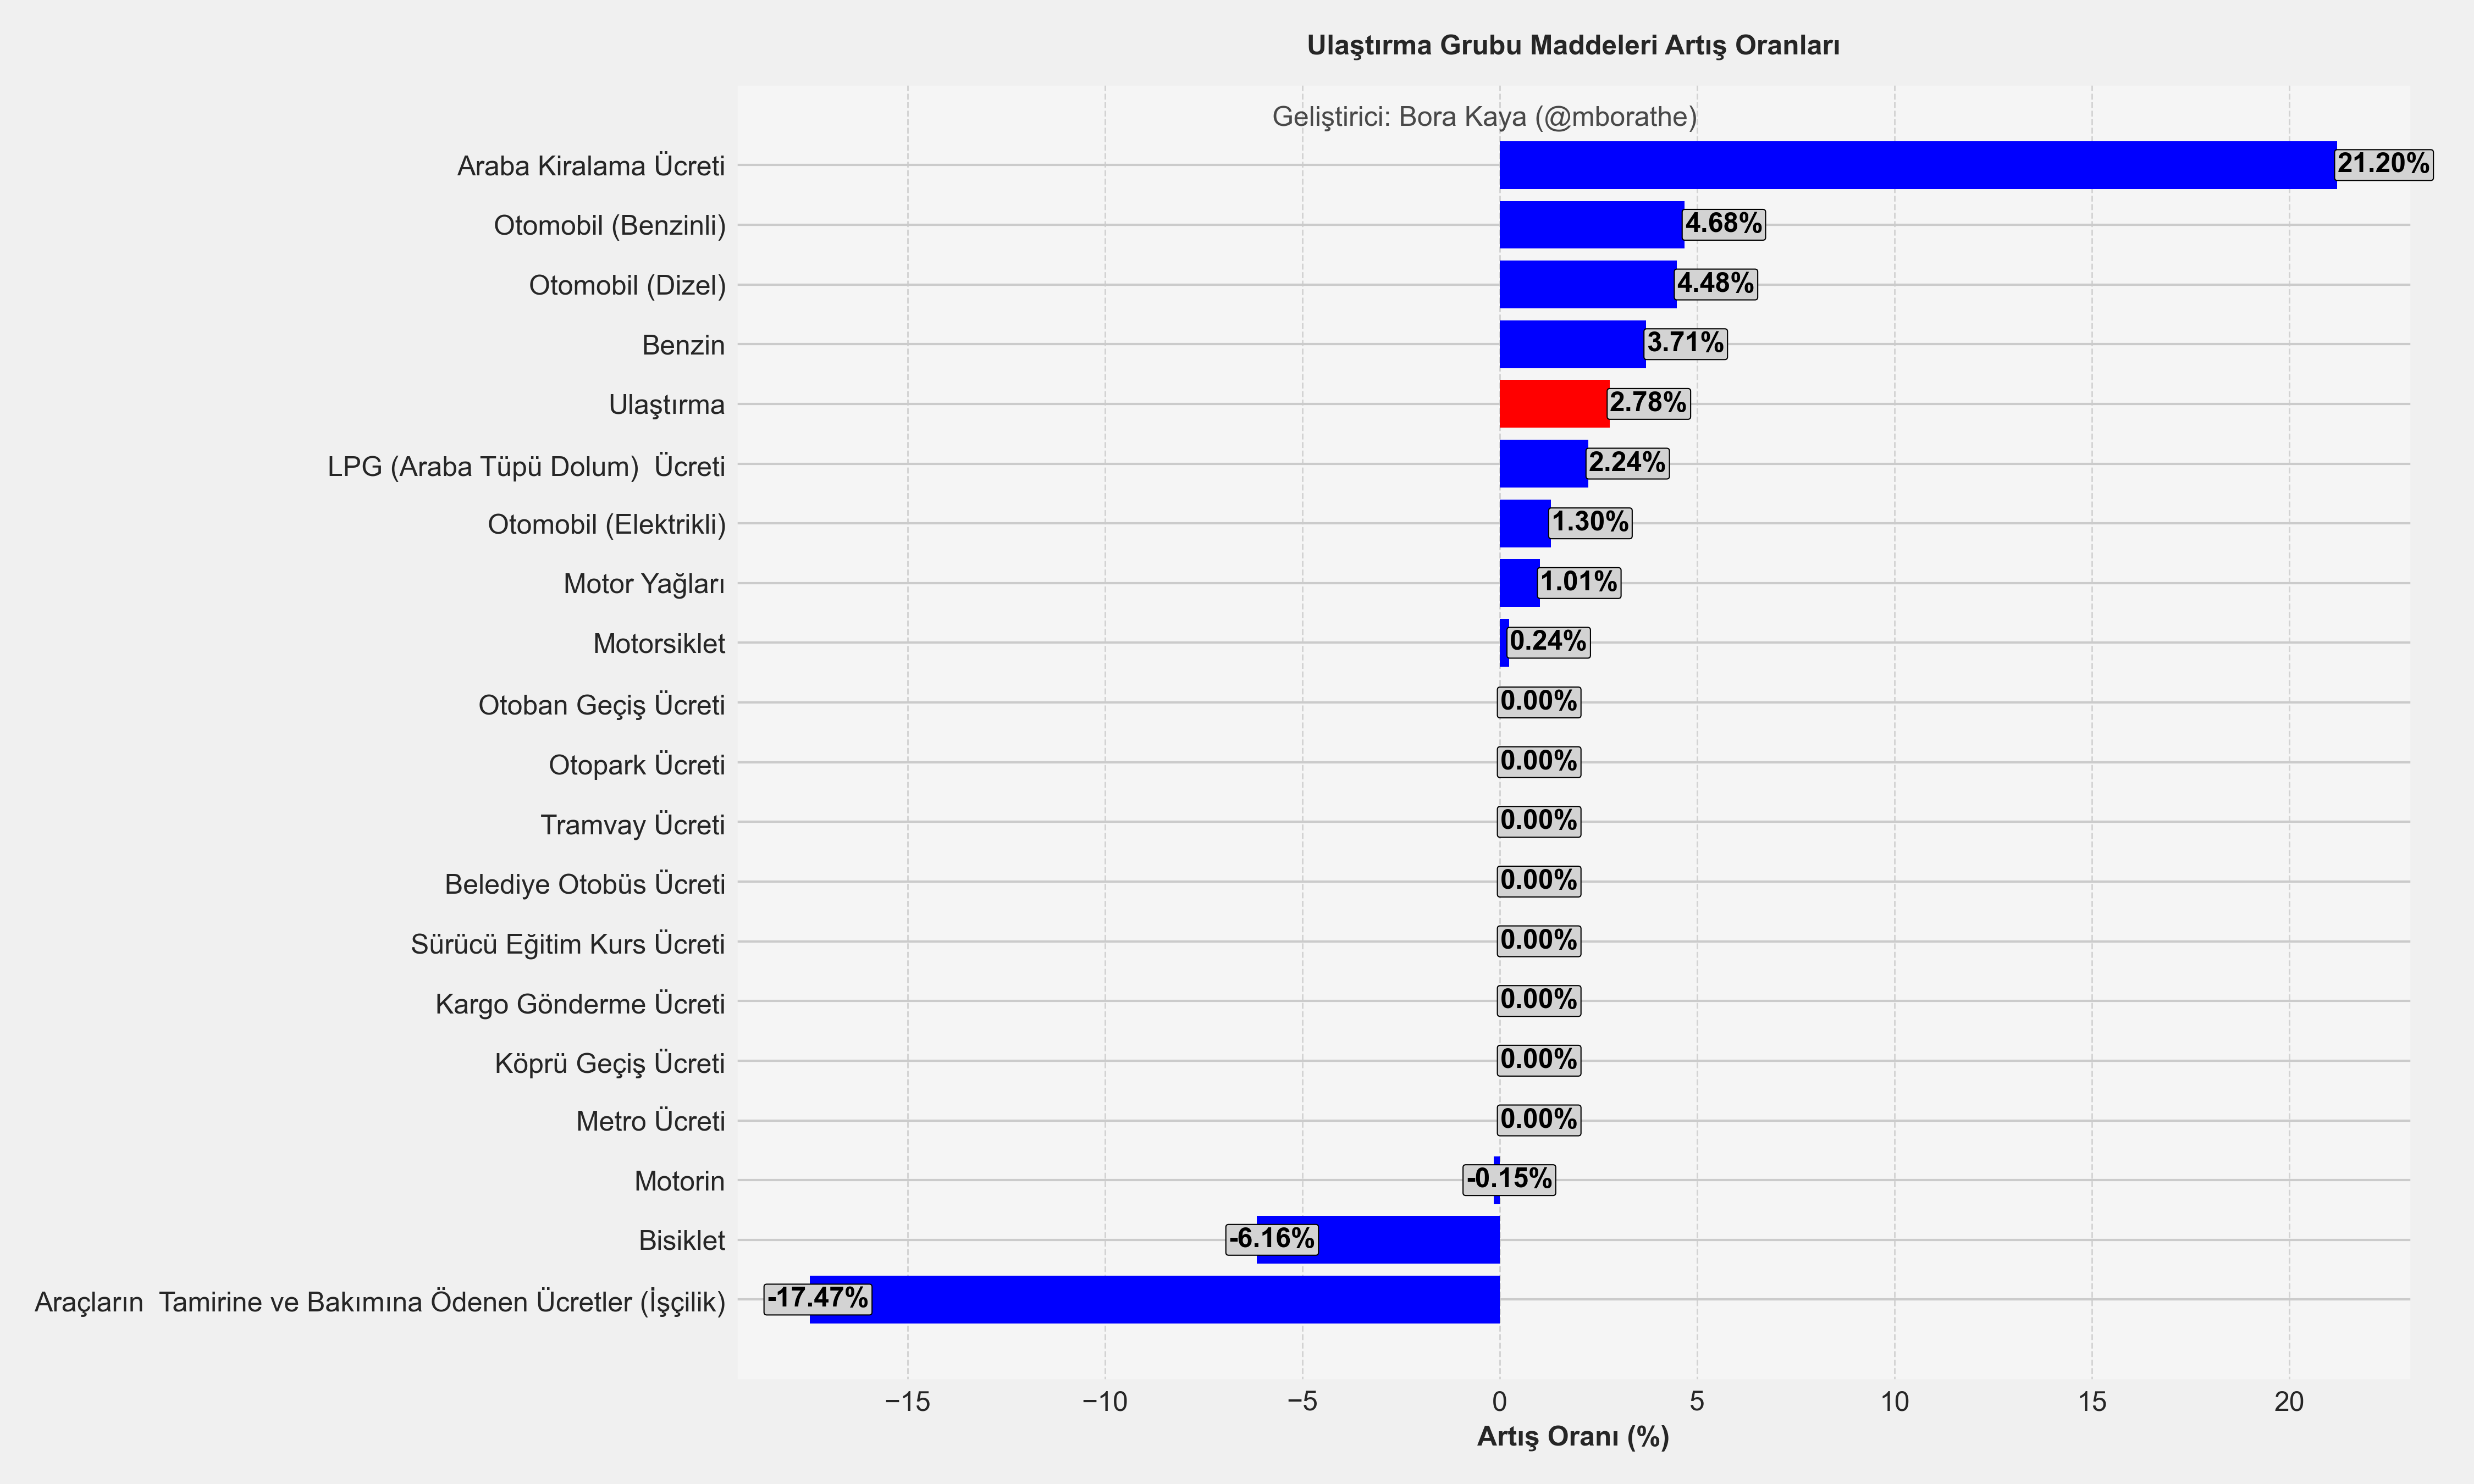 Ulaştırma Grubu Maddeleri Artış Oranları
Geliştirici: Bora Kaya (@mborathe)
Araba Kiralama Ücreti 21.20%
Otomobil (Benzinli) 4.68%
Otomobil (Dizel) 4.48%
Benzin 3.71%
Ulaştırma 2.78%
LPG (Araba Tüpü Dolum)  Ücreti 2.24%
Otomobil (Elektrikli) 1.30%
Motor Yağları 1.01%
Motorsiklet 0.24%
Otoban Geçiş Ücreti 0.00%
Otopark Ücreti 0.00%
Tramvay Ücreti 0.00%
Belediye Otobüs Ücreti 0.00%
Sürücü Eğitim Kurs Ücreti 0.00%
Kargo Gönderme Ücreti 0.00%
Köprü Geçiş Ücreti 0.00%
Metro Ücreti 0.00%
Motorin -0.15%
Bisiklet -6.16%
Araçların  Tamirine ve Bakımına Ödenen Ücretler (İşçilik) -17.47%
−15 −10 −5 0 5 10 15 20
Artış Oranı (%)